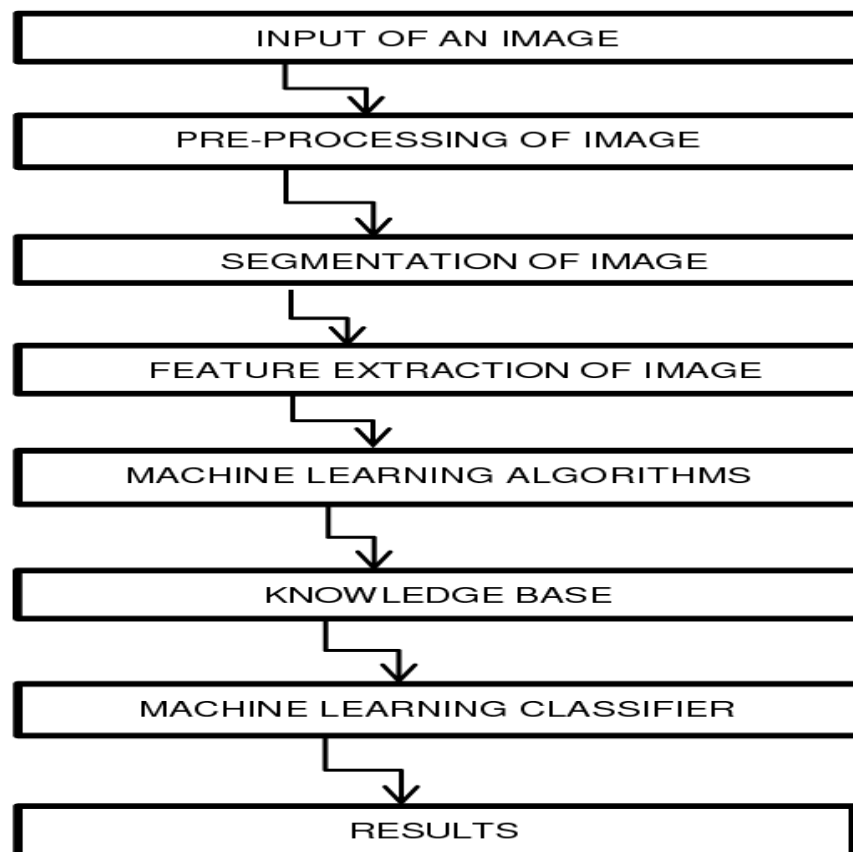 INPUT OF AN IMAGE
PRE-PROCESSING OF IMAGE
SEGMENTATION OF IMAGE
FEATURE EXTRACTION OF IMAGE
MACHINE LEARNING ALGORITHMS
KNOWLEDGE BASE
MACHINE LEARNING CLASSIFIER
RESULTS